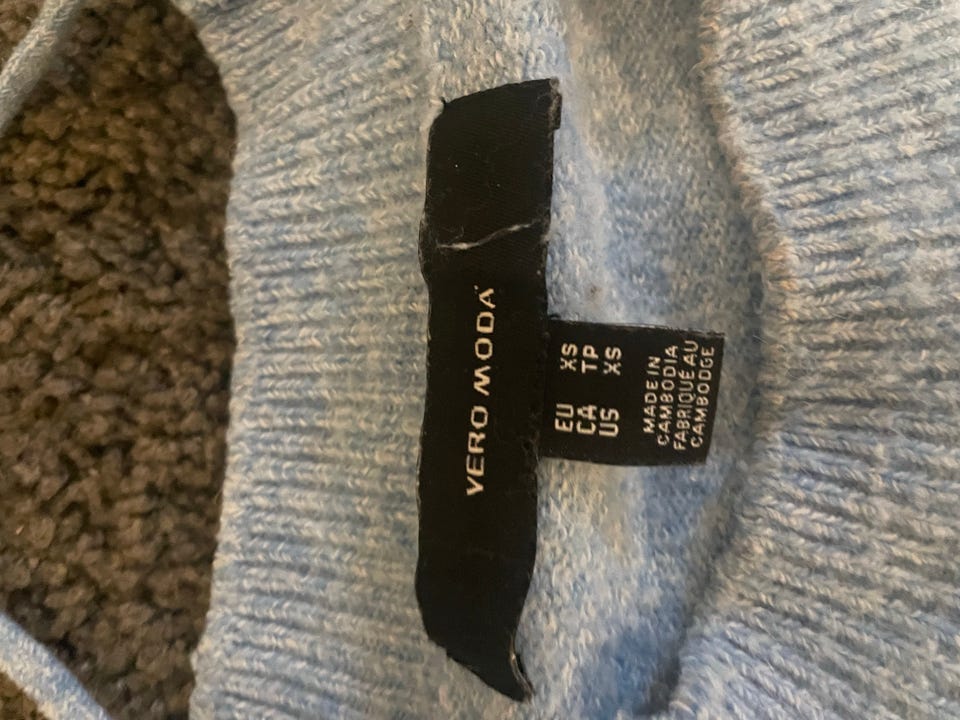 VERO MODA
EU XS
CA TP
US XS
MADE IN
CAMBODIA
FABRIQUÉ AU
CAMBODGE